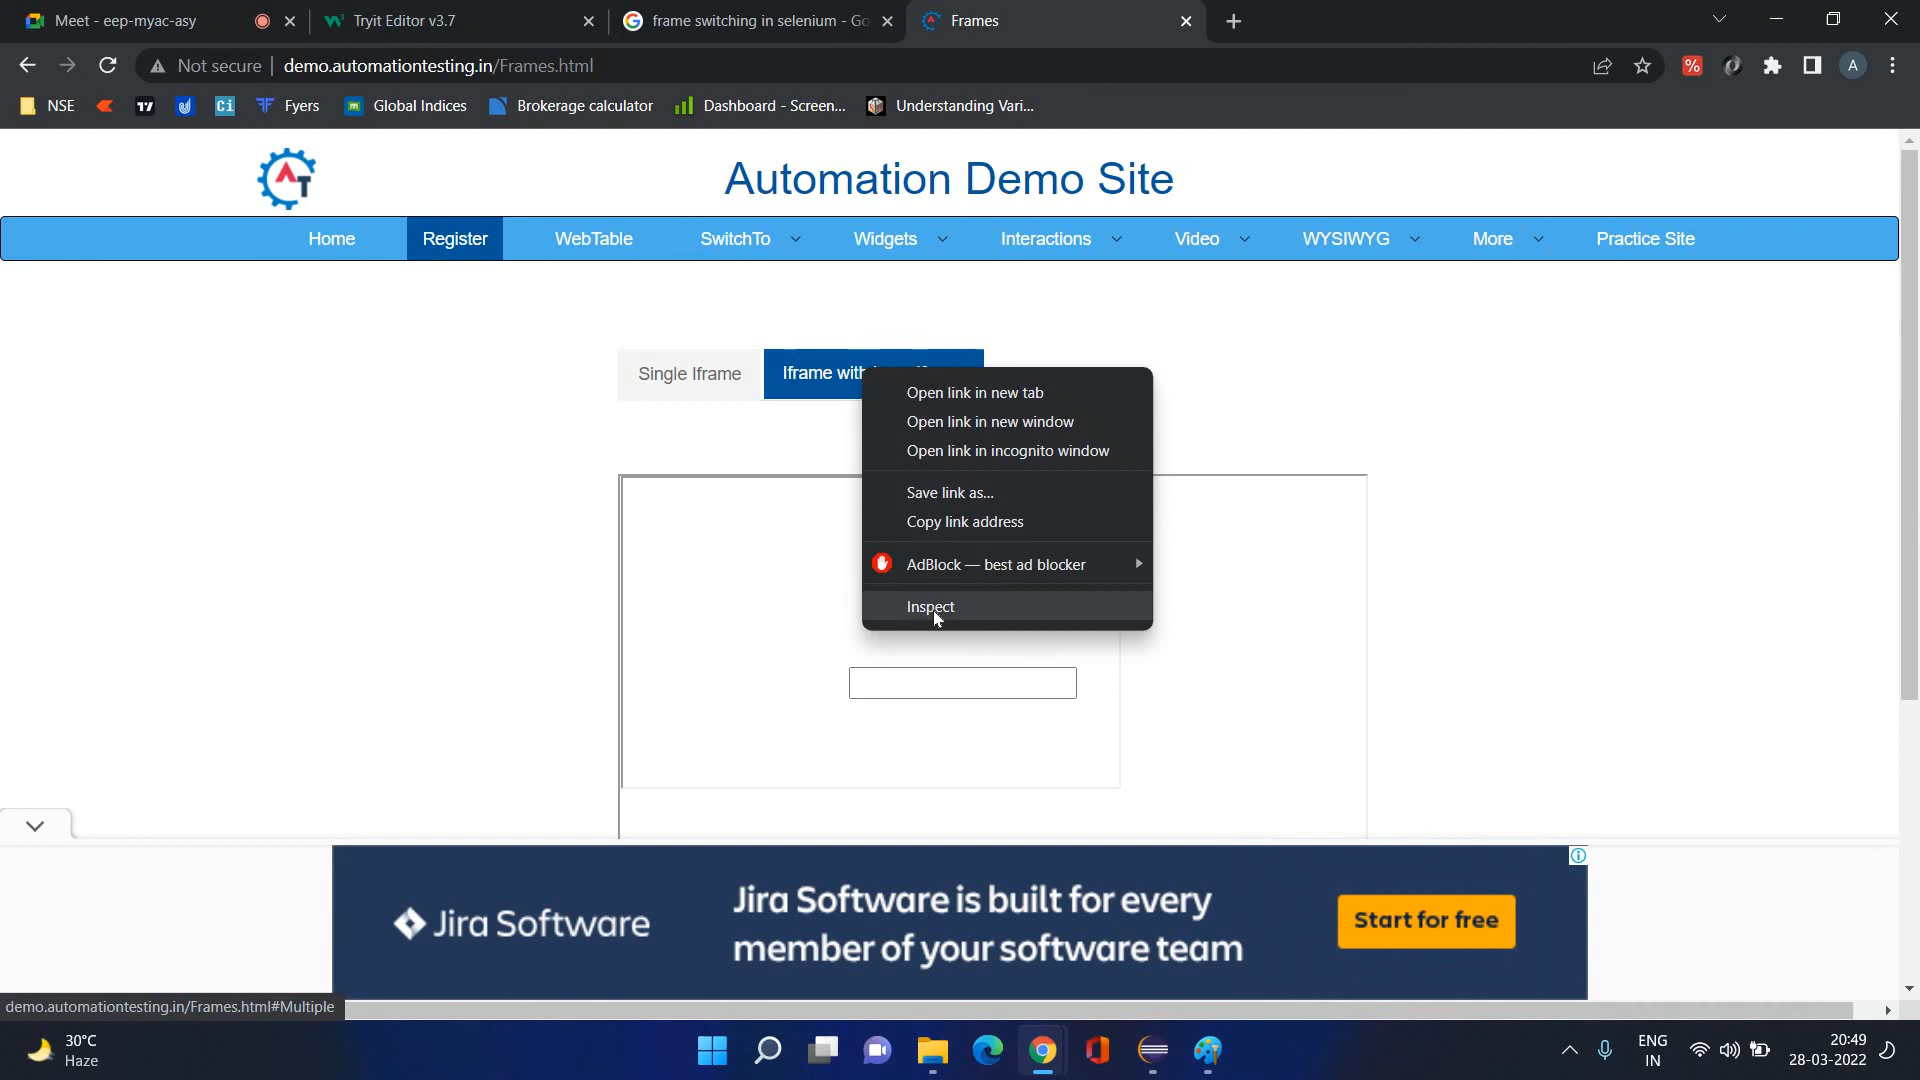 Meet - eep-myac-asy
Tryit Editor v3.7
frame switching in selenium - Go
Frames
Not secure | demo.automationtesting.in/Frames.html
NSE
Ci
Fyers
Global Indices
Brokerage calculator
Dashboard - Screen...
Understanding Vari...
A
AT
Automation Demo Site
Home
Register
WebTable
SwitchTo
Widgets
Interactions
Video
WYSIWYG
More
Practice Site
Single Iframe
Iframe with
Open link in new tab
Open link in new window
Open link in incognito window
Save link as...
Copy link address
AdBlock — best ad blocker
Inspect
Jira Software
Jira Software is built for every
member of your software team
Start for free
demo.automationtesting.in/Frames.html#Multiple
30°C
Haze
ENG
IN
20:49
28-03-2022